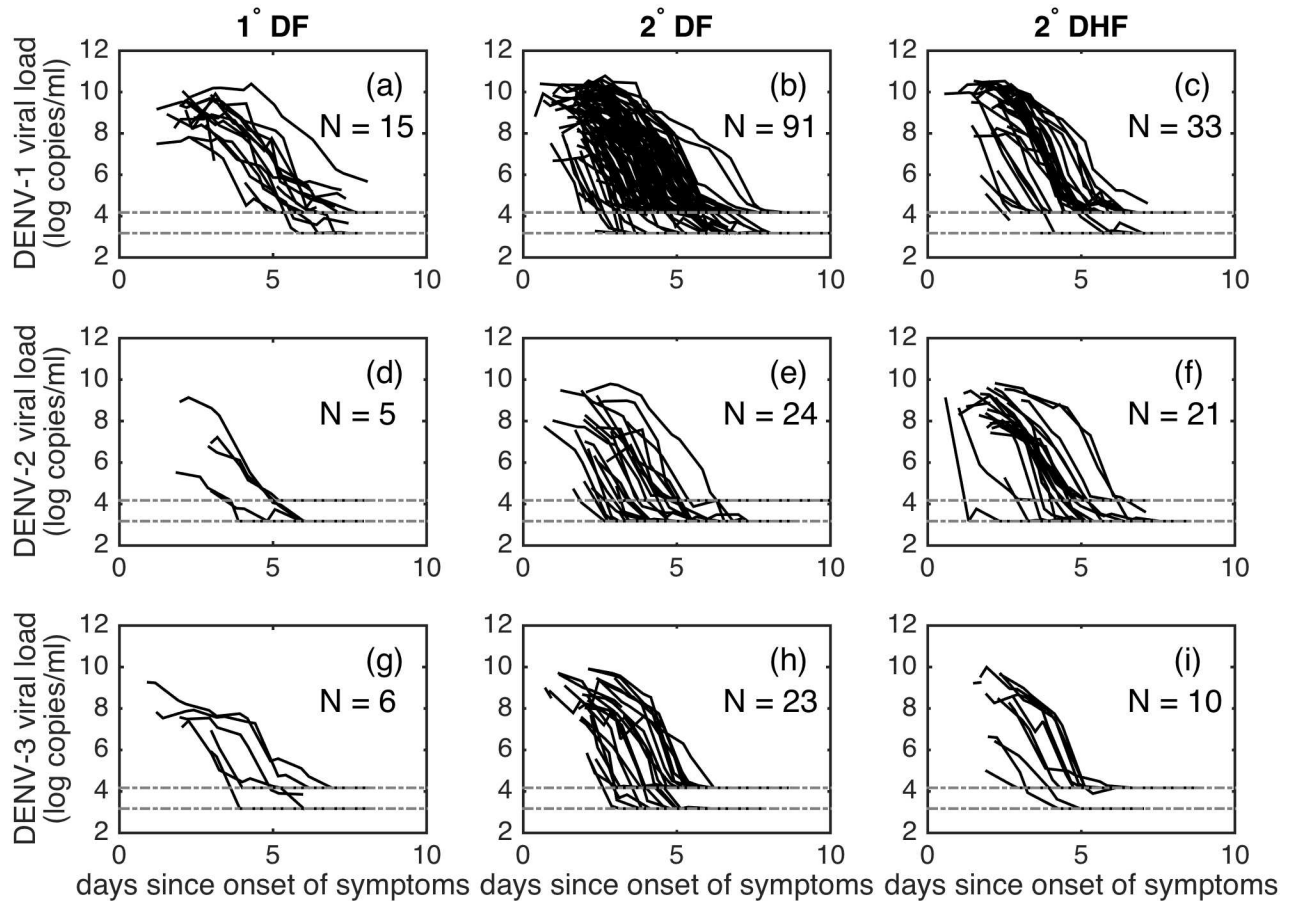 1° DF
2° DF
2° DHF
DENV-1 viral load
(log copies/ml)
12
10
8
6
4
2
0
5
10
(a)
N = 15
12
10
8
6
4
2
0
5
10
(b)
N = 91
12
10
8
6
4
2
0
5
10
(c)
N = 33
DENV-2 viral load
(log copies/ml)
12
10
8
6
4
2
0
5
10
(d)
N = 5
12
10
8
6
4
2
0
5
10
(e)
N = 24
12
10
8
6
4
2
0
5
10
(f)
N = 21
DENV-3 viral load
(log copies/ml)
12
10
8
6
4
2
0
5
10
(g)
N = 6
days since onset of symptoms
12
10
8
6
4
2
0
5
10
(h)
N = 23
days since onset of symptoms
12
10
8
6
4
2
0
5
10
(i)
N = 10
days since onset of symptoms